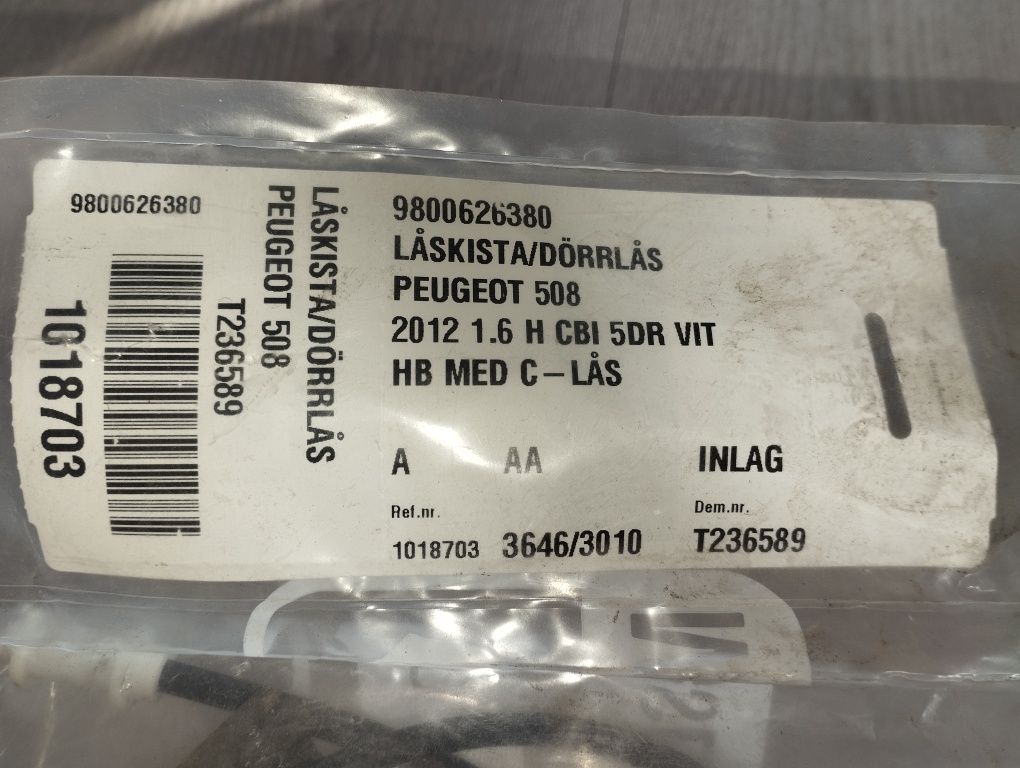 9800626380
1018703
T236589
PEUGEOT 508
LÅSKISTA/DÖRRLÅS
9800626380
LÅSKISTA/DÖRRLÅS
PEUGEOT 508
2012 1.6 H CBI 5DR VIT
HB MED C-LÅS
A AA INLAG
Ref.nr. Dem.nr.
1018703 3646/3010 T236589